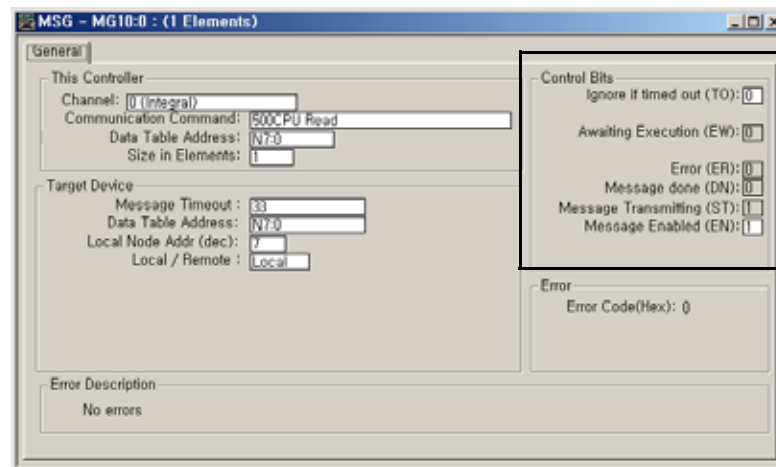 MSG - MG10:0 : (1 Elements)
General
This Controller
Channel: 0 (Integral)
Communication Command: 500CPU Read
Data Table Address: N7:0
Size in Elements: 1
Target Device
Message Timeout : 33
Data Table Address: N7:0
Local Node Addr (dec): 7
Local / Remote : Local
Control Bits
Ignore if timed out (TO): 0
Awaiting Execution (EW): 0
Error (ER): 0
Message done (DN): 0
Message Transmitting (ST): 1
Message Enabled (EN): 1
Error
Error Code(Hex): 0
Error Description
No errors